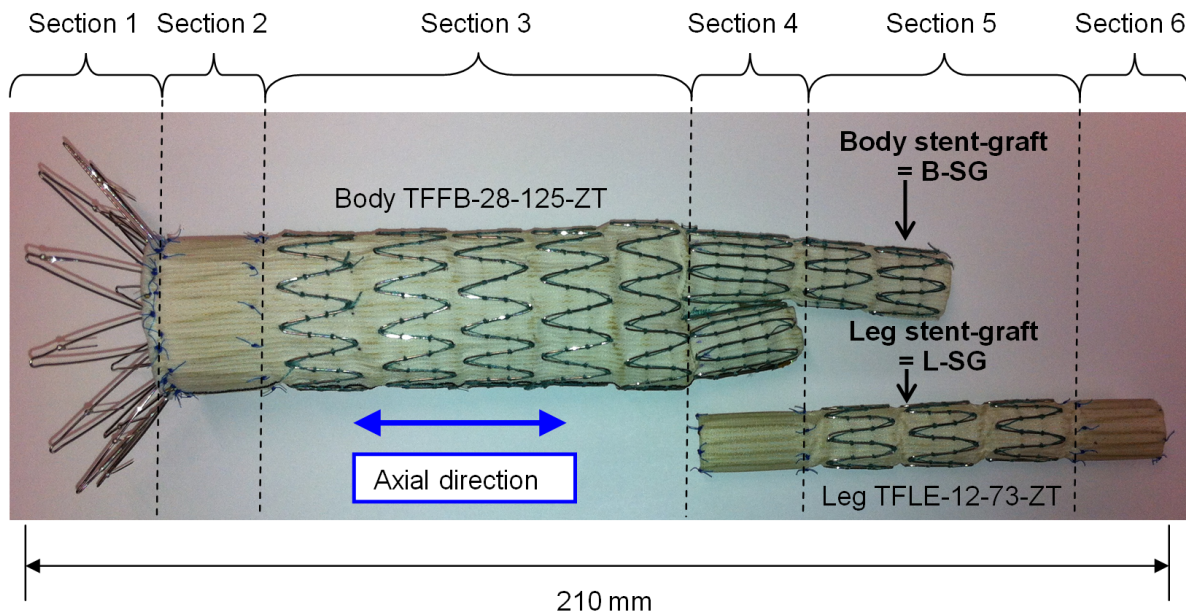 Section 1
Section 2
Section 3
Section 4
Section 5
Section 6
Body stent-graft
= B-SG
Body TFFB-28-125-ZT
Leg stent-graft
= L-SG
Axial direction
Leg TFLE-12-73-ZT
210 mm